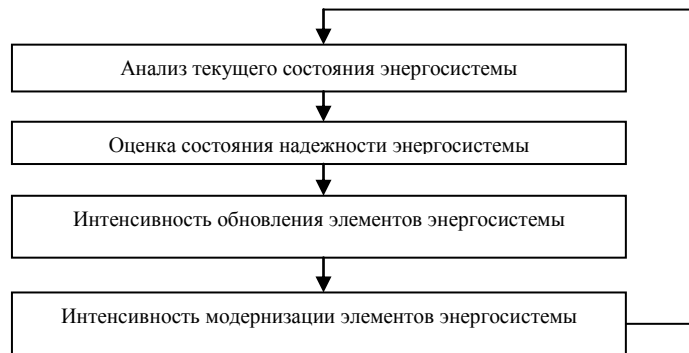 Анализ текущего состояния энергосистемы
Оценка состояния надежности энергосистемы
Интенсивность обновления элементов энергосистемы
Интенсивность модернизации элементов энергосистемы